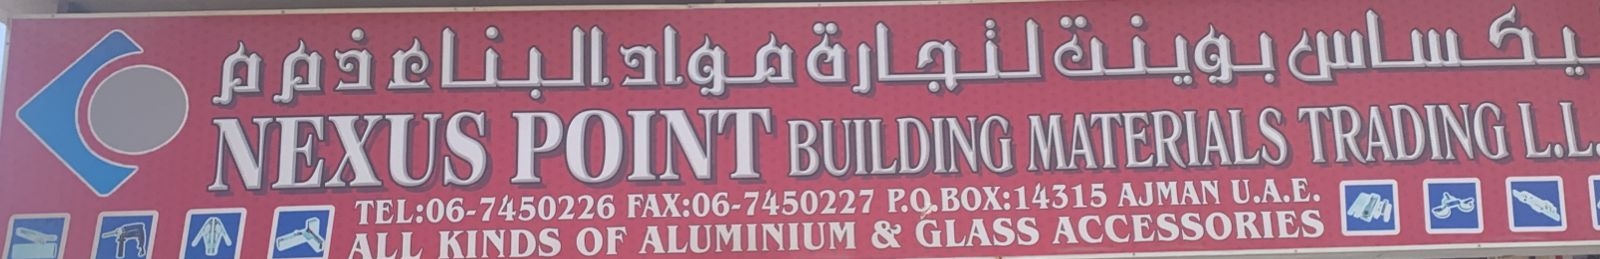 يكساس بوينت لتجارة مواد البناء ذمم
NEXUS POINT BUILDING MATERIALS TRADING L.L.
TEL:06-7450226 FAX:06-7450227 P.O.BOX:14315 AJMAN U.A.E.
ALL KINDS OF ALUMINIUM & GLASS ACCESSORIES